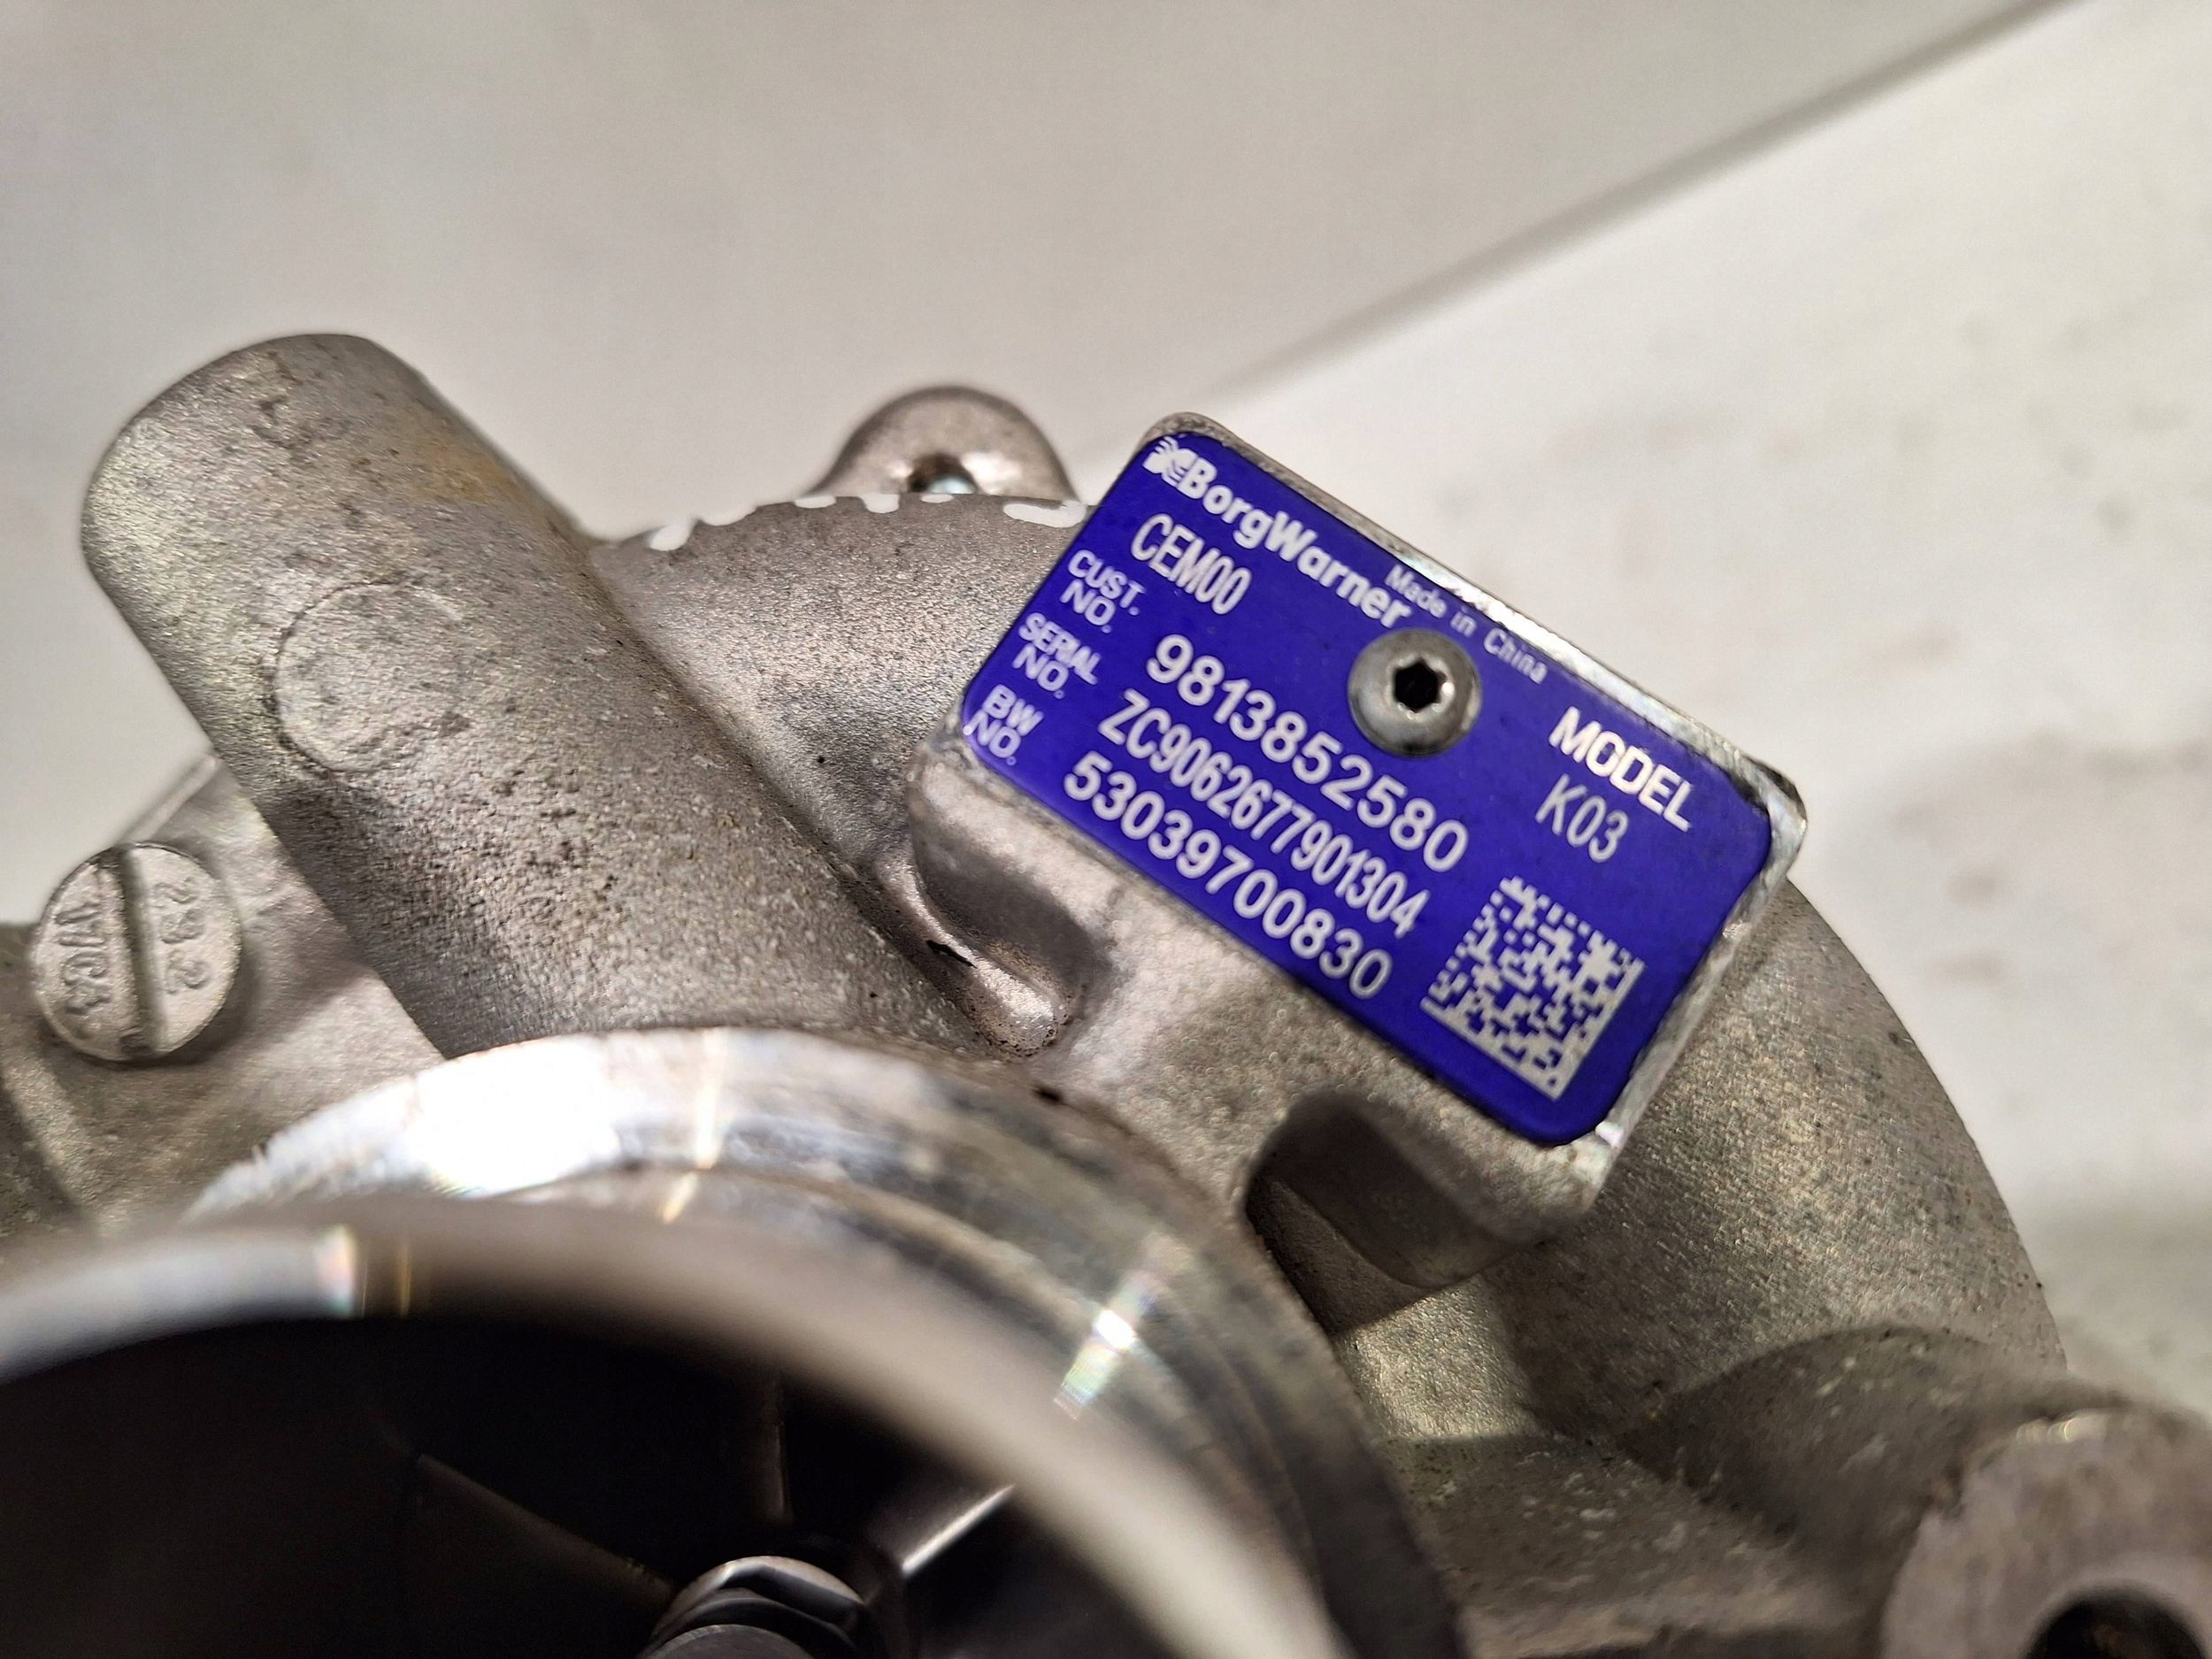 BorgWarner
Made in China
CEM00
CUST. NO. 9813852580
SERIAL NO. ZC9062677901304
BW NO. 53039700830
MODEL
K03